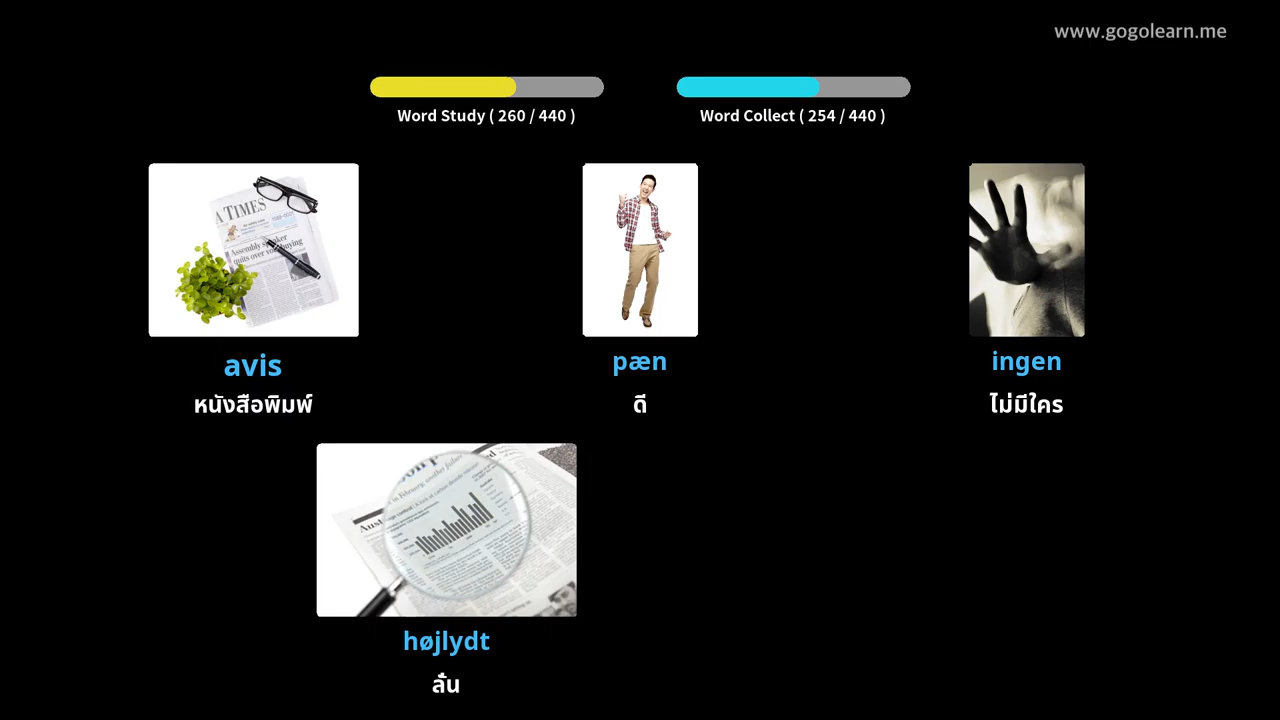 www.gogolearn.me
Word Study ( 260 / 440 )
Word Collect ( 254 / 440 )
A TIMES
avis
หนังสือพิมพ์
pæn
ดี
ingen
ไม่มีใคร
højlydt
ลั่น